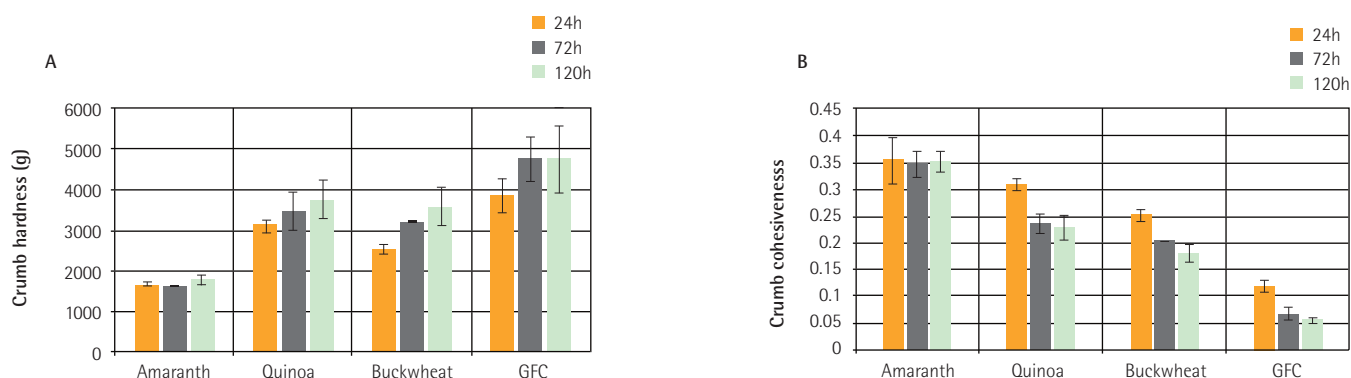 24h
72h
120h
A
Crumb hardness (g)
6000
5000
4000
3000
2000
1000
0
Amaranth
Quinoa
Buckwheat
GFC
24h
72h
120h
B
Crumb cohesivenesss
0.45
0.4
0.35
0.3
0.25
0.2
0.15
0.1
0.05
0
Amaranth
Quinoa
Buckwheat
GFC